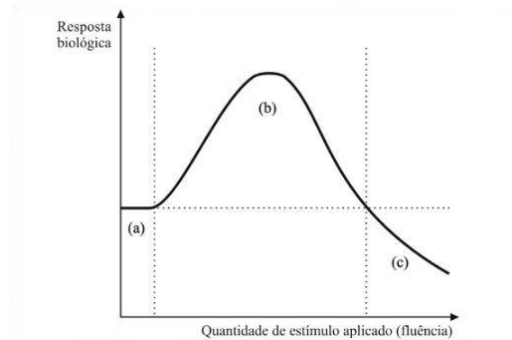 Resposta
biológica
(b)
(a)
(c)
Quantidade de estímulo aplicado (fluência)